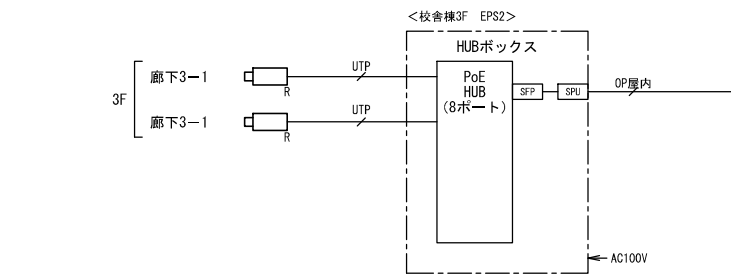 ＜校舎棟3F EPS2＞
HUBボックス
3F
廊下3－1
R
UTP
廊下3－1
R
UTP
PoE
HUB
(8ポート)
SFP
SPU
OP屋内
AC100V